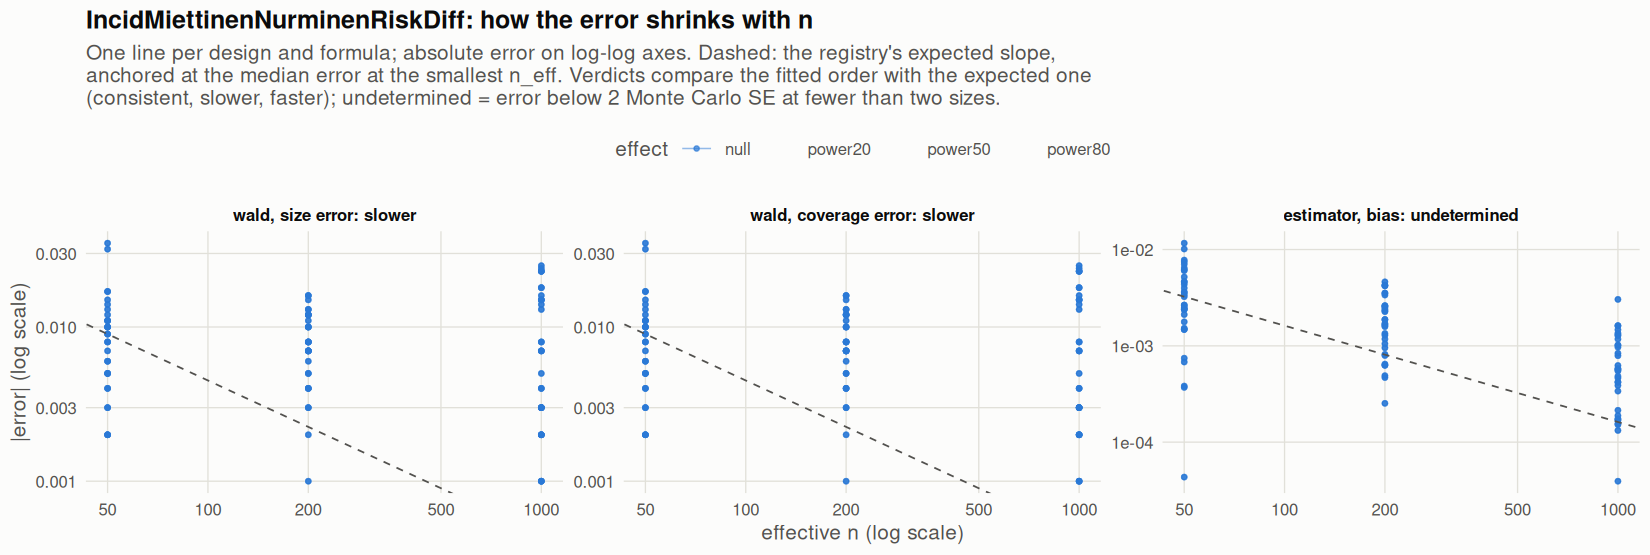 IncidMiettinenNurminenRiskDiff: how the error shrinks with n
One line per design and formula; absolute error on log-log axes. Dashed: the registry's expected slope,
anchored at the median error at the smallest n_eff. Verdicts compare the fitted order with the expected one
(consistent, slower, faster); undetermined = error below 2 Monte Carlo SE at fewer than two sizes.
effect null power20 power50 power80
wald, size error: slower
wald, coverage error: slower
estimator, bias: undetermined
|error| (log scale)
0.030
0.010
0.003
0.001
50 100 200 500 1000
0.030
0.010
0.003
0.001
50 100 200 500 1000
1e-02
1e-03
1e-04
50 100 200 500 1000
effective n (log scale)